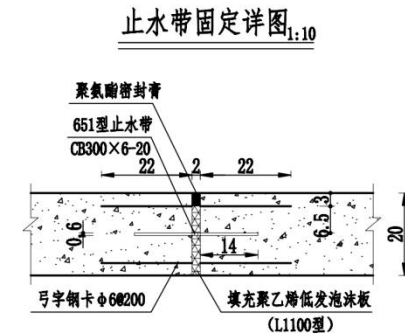 止水带固定详图1:10
聚氨酯密封膏
651型止水带
CB300×6-20
22 2 22
3
6.5
0.6
14
20
弓字钢卡ф6@200
填充聚乙烯低发泡沫板
(L1100型)